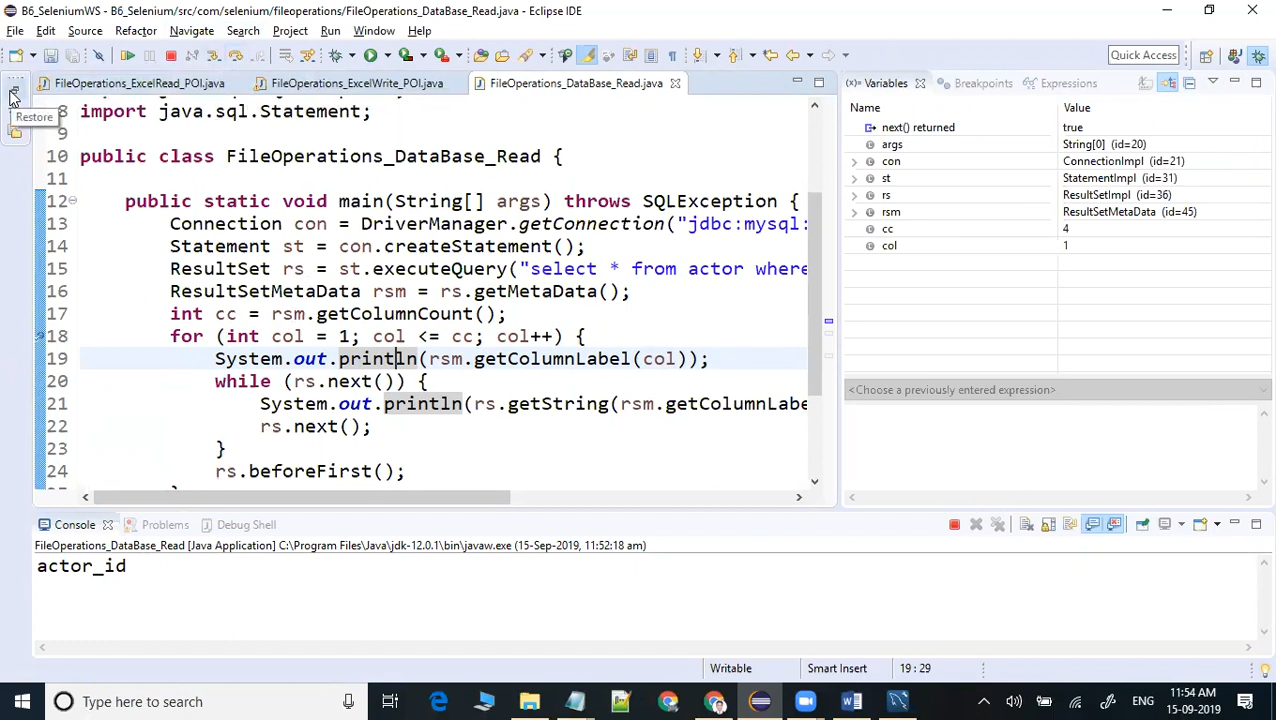 B6_SeleniumWS - B6_Selenium/src/com/selenium/fileoperations/FileOperations_DataBase_Read.java - Eclipse IDE
File Edit Source Refactor Navigate Search Project Run Window Help
Quick Access
FileOperations_ExcelRead_POI.java FileOperations_ExcelWrite_POI.java FileOperations_DataBase_Read.java
Restore
8 import java.sql.Statement;
9
10 public class FileOperations_DataBase_Read {
11
12 public static void main(String[] args) throws SQLException {
13 Connection con = DriverManager.getConnection("jdbc:mysql:
14 Statement st = con.createStatement();
15 ResultSet rs = st.executeQuery("select * from actor where
16 ResultSetMetaData rsm = rs.getMetaData();
17 int cc = rsm.getColumnCount();
18 for (int col = 1; col <= cc; col++) {
19 System.out.println(rsm.getColumnLabel(col));
20 while (rs.next()) {
21 System.out.println(rs.getString(rsm.getColumnLabe
22 rs.next();
23 }
24 rs.beforeFirst();
Variables Breakpoints Expressions
Name Value
next() returned true
args String[0] (id=20)
con ConnectionImpl (id=21)
st StatementImpl (id=31)
rs ResultSetImpl (id=36)
rsm ResultSetMetaData (id=45)
cc 4
col 1
<Choose a previously entered expression>
Console Problems Debug Shell
FileOperations_DataBase_Read [Java Application] C:\Program Files\Java\jdk-12.0.1\bin\javaw.exe (15-Sep-2019, 11:52:18 am)
actor_id
Writable Smart Insert 19 : 29
Type here to search
ENG
11:54 AM
15-Sep-19